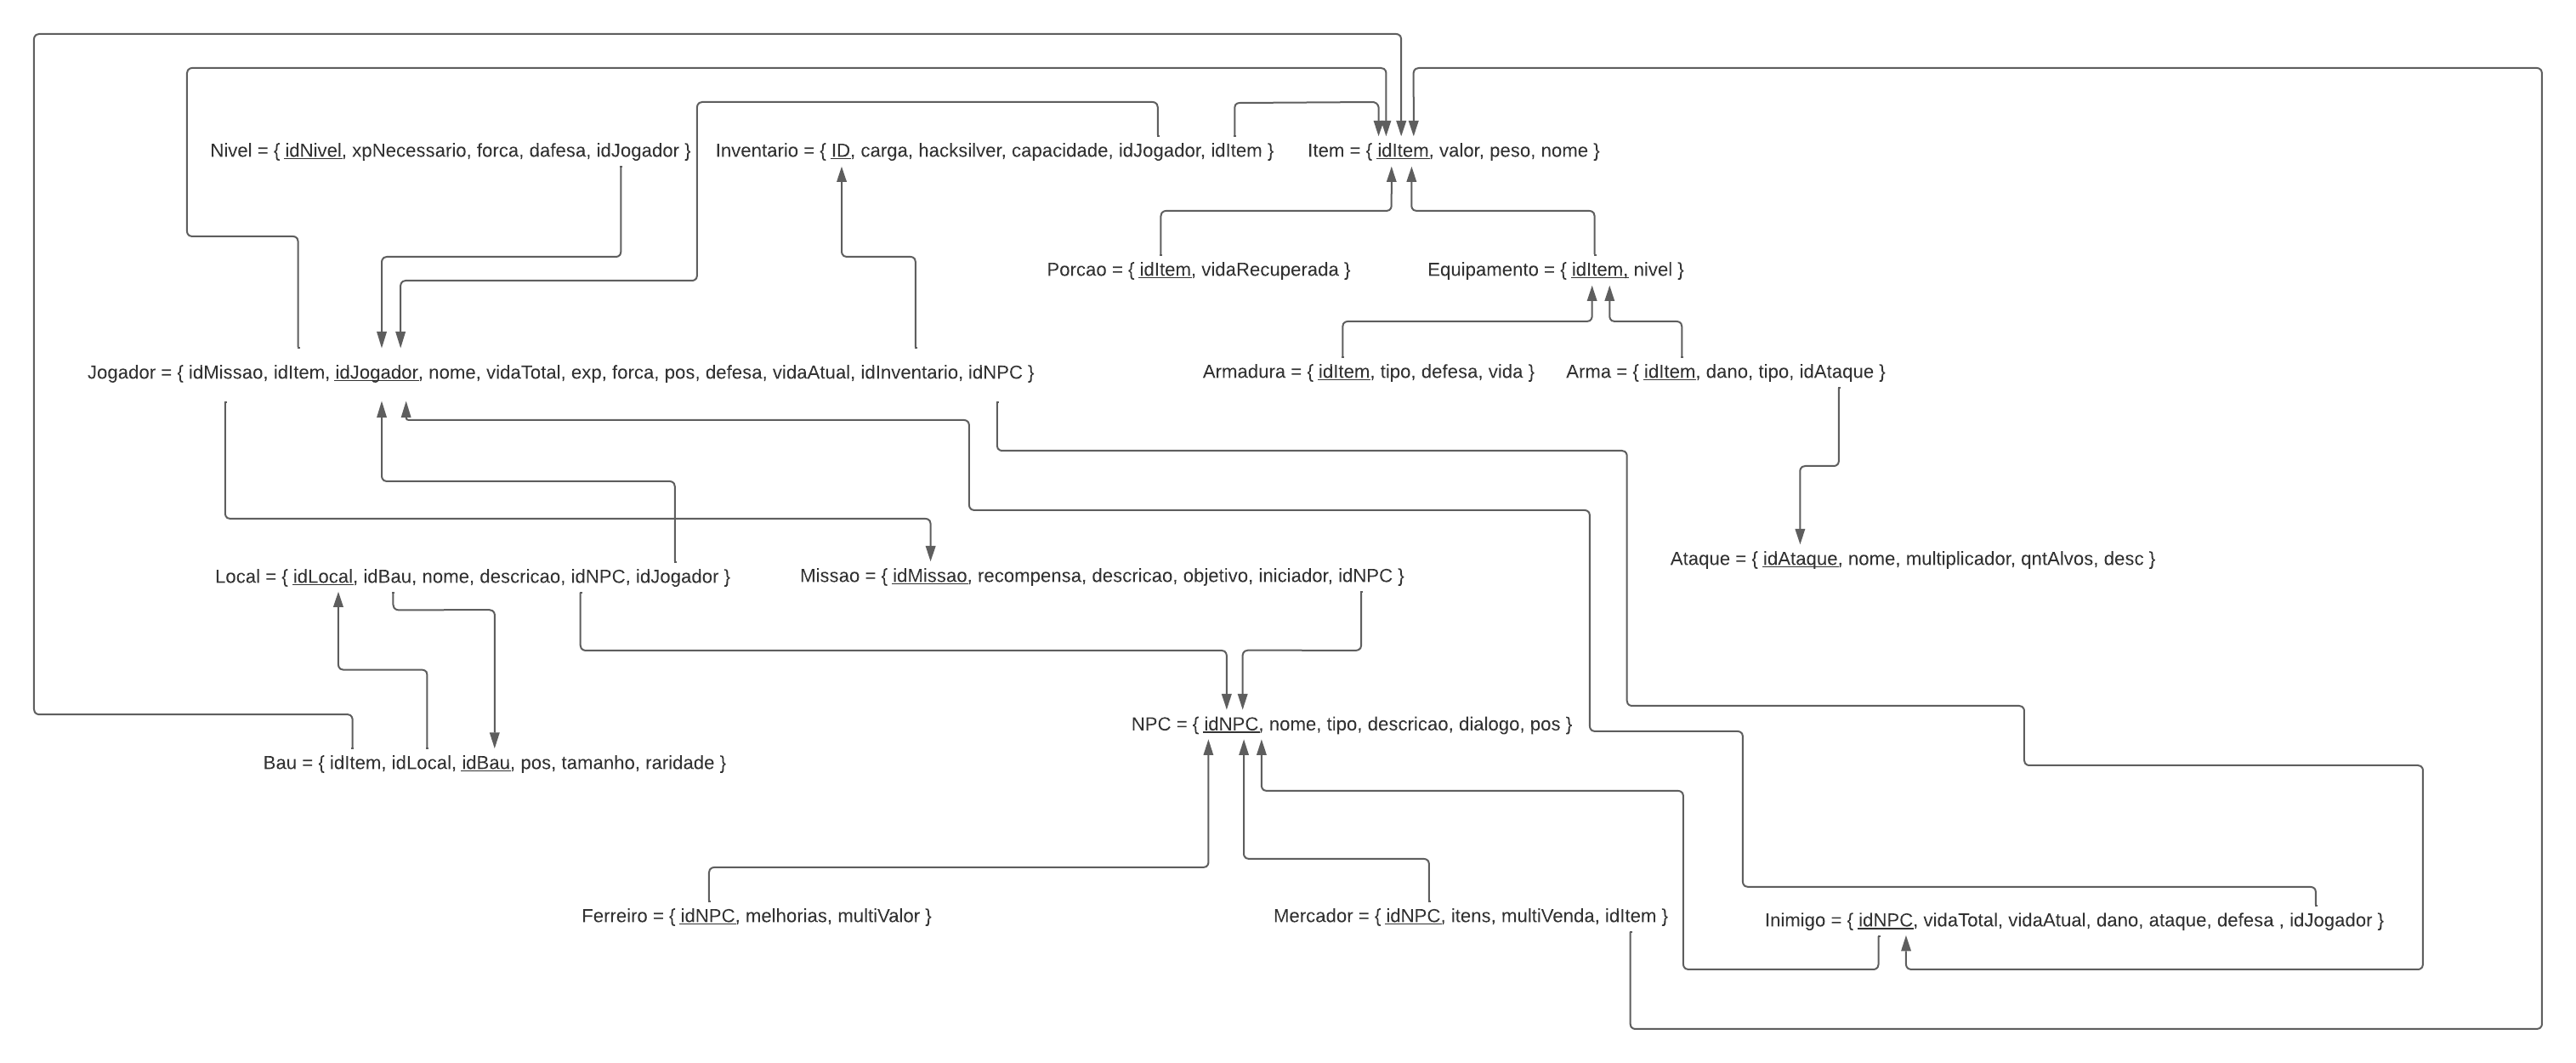 Nivel = { idNivel, xpNecessario, forca, dafesa, idJogador }
Inventario = { ID, carga, hacksilver, capacidade, idJogador, idItem }
Item = { idItem, valor, peso, nome }
Porcao = { idItem, vidaRecuperada }
Equipamento = { idItem, nivel }
Jogador = { idMissao, idItem, idJogador, nome, vidaTotal, exp, forca, pos, defesa, vidaAtual, idInventario, idNPC }
Armadura = { idItem, tipo, defesa, vida }
Arma = { idItem, dano, tipo, idAtaque }
Ataque = { idAtaque, nome, multiplicador, qntAlvos, desc }
Local = { idLocal, idBau, nome, descricao, idNPC, idJogador }
Missao = { idMissao, recompensa, descricao, objetivo, iniciador, idNPC }
NPC = { idNPC, nome, tipo, descricao, dialogo, pos }
Bau = { idItem, idLocal, idBau, pos, tamanho, raridade }
Ferreiro = { idNPC, melhorias, multiValor }
Mercador = { idNPC, itens, multiVenda, idItem }
Inimigo = { idNPC, vidaTotal, vidaAtual, dano, ataque, defesa , idJogador }